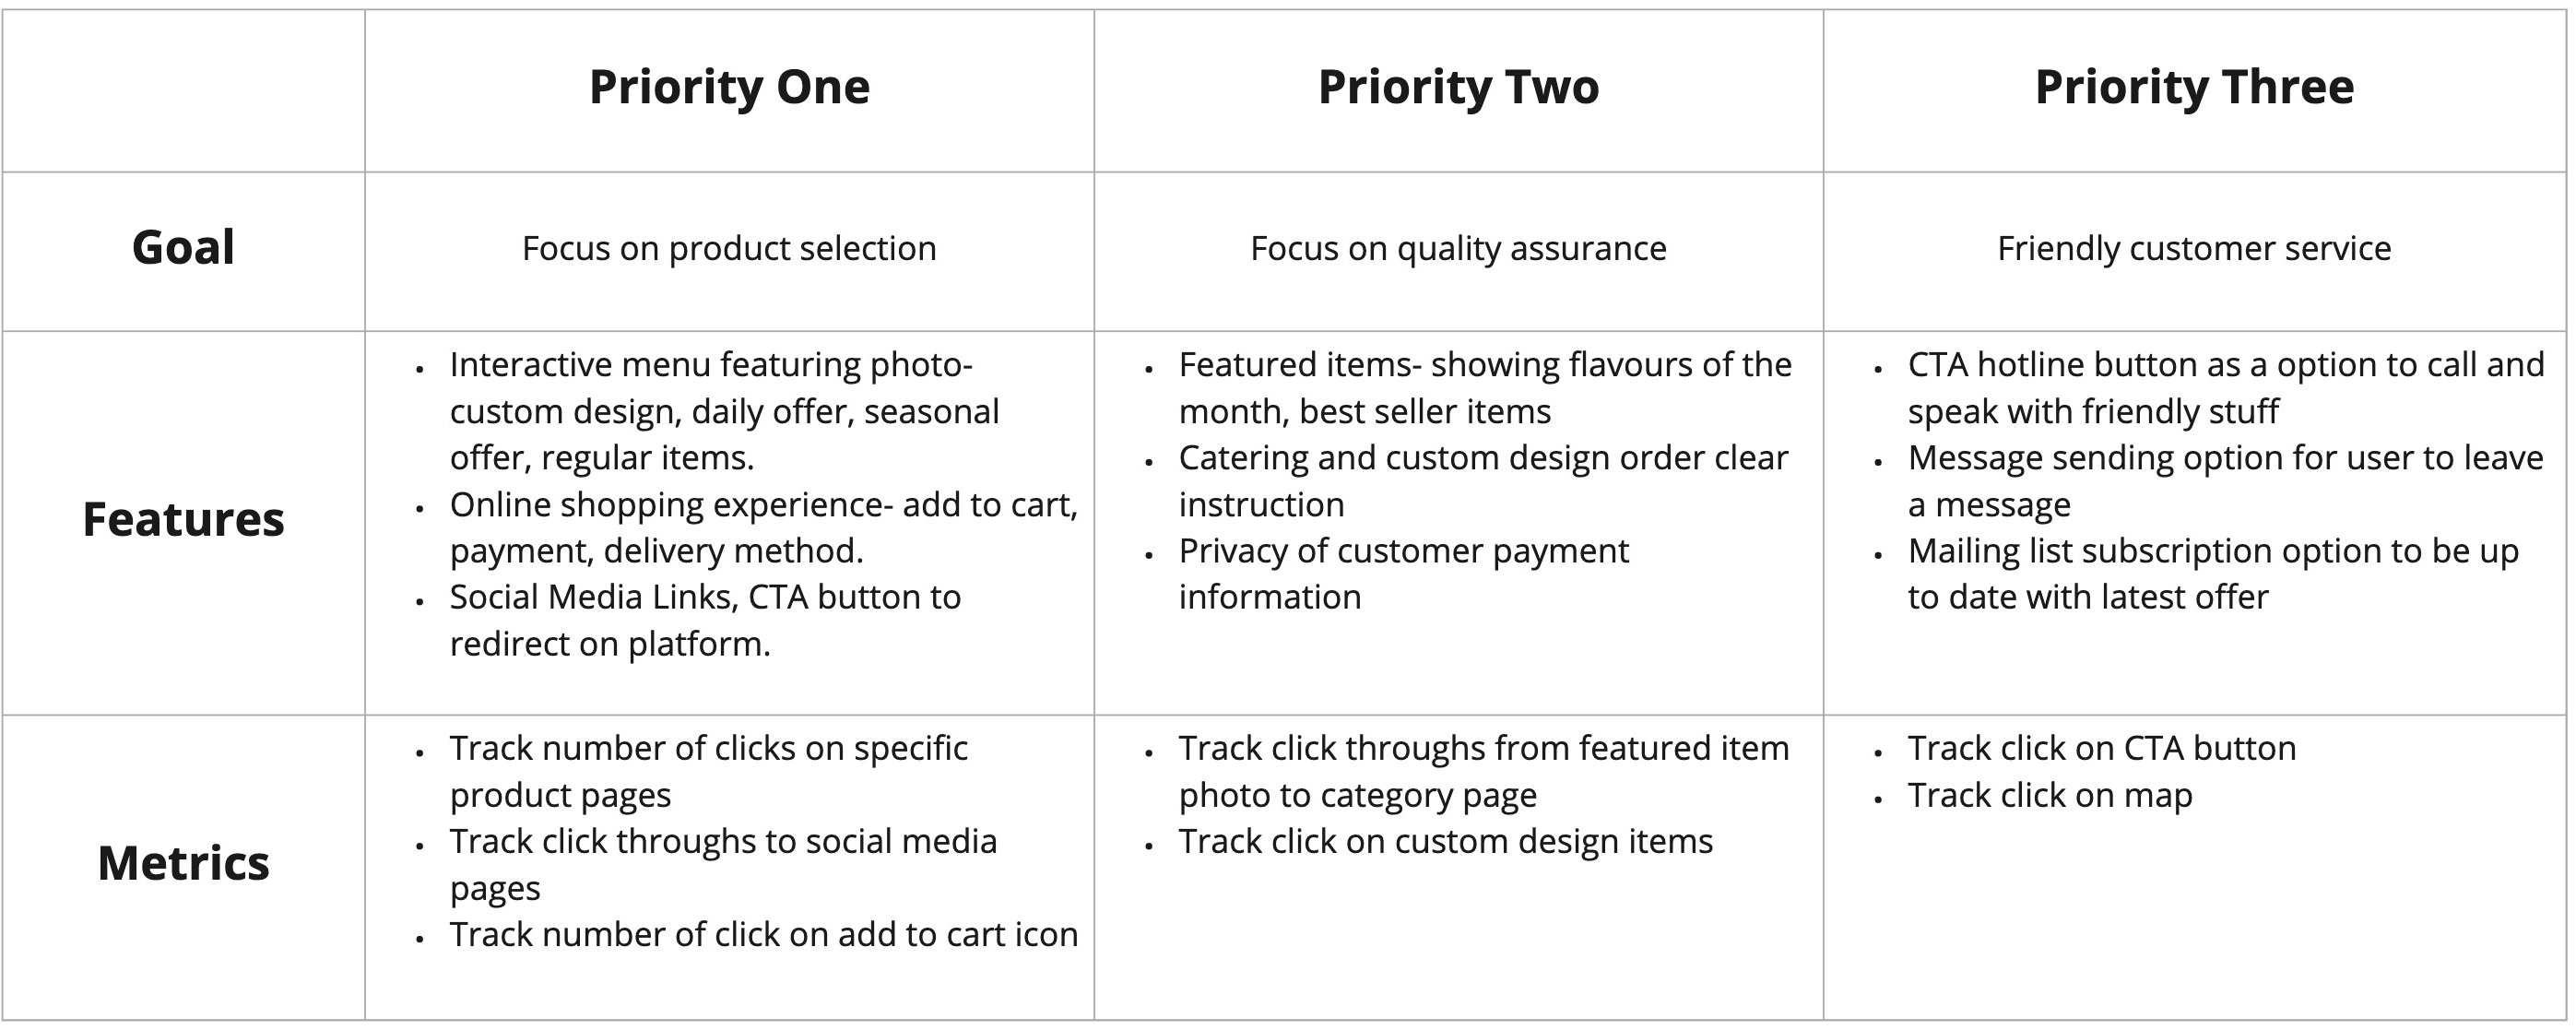 Priority One
Priority Two
Priority Three
Goal
Focus on product selection
Focus on quality assurance
Friendly customer service
Features
• Interactive menu featuring photo-
custom design, daily offer, seasonal
offer, regular items.
• Online shopping experience- add to cart,
payment, delivery method.
• Social Media Links, CTA button to
redirect on platform.
• Featured items- showing flavours of the
month, best seller items
• Catering and custom design order clear
instruction
• Privacy of customer payment
information
• CTA hotline button as a option to call and
speak with friendly stuff
• Message sending option for user to leave
a message
• Mailing list subscription option to be up
to date with latest offer
Metrics
• Track number of clicks on specific
product pages
• Track click throughs to social media
pages
• Track number of click on add to cart icon
• Track click throughs from featured item
photo to category page
• Track click on custom design items
• Track click on CTA button
• Track click on map